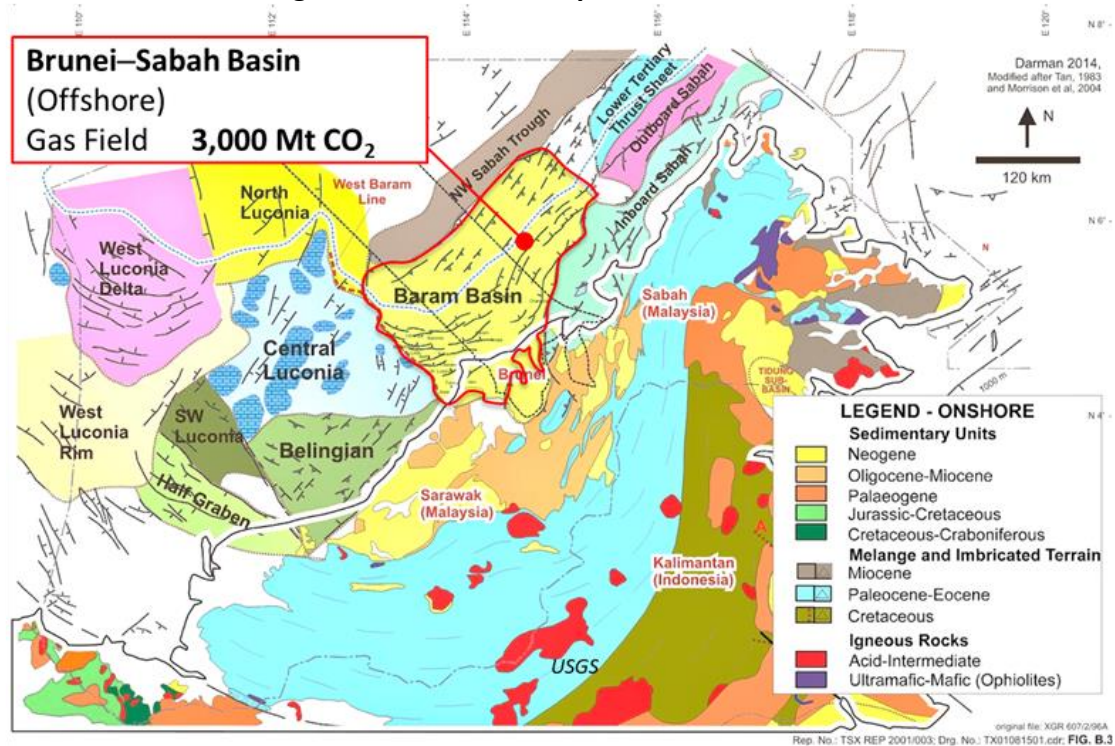 E 110°
E 112°
E 114°
E 116°
E 118°
E 120°
N 8°
Brunei–Sabah Basin
(Offshore)
Gas Field 3,000 Mt CO₂
Darman 2014,
Modified after Tan, 1983
and Morrison et al, 2004
N
120 km
Lower Tertiary
Thrust Sheet
Outboard Sabah
NW Sabah Trough
Inboard Sabah
North
Luconia
West Baram
Line
N 6°
N
West
Luconia
Delta
Baram Basin
Sabah
(Malaysia)
Central
Luconia
Brunei
TIDUNG
SUB-
BASIN
1000 m
N 4°
West
Luconia
Rim
SW
Luconia
Belingian
Half Graben
Sarawak
(Malaysia)
Kalimantan
(Indonesia)
A
USGS
LEGEND - ONSHORE
Sedimentary Units
Neogene
Oligocene-Miocene
Palaeogene
Jurassic-Cretaceous
Cretaceous-Craboniferous
Melange and Imbricated Terrain
Miocene
Paleocene-Eocene
Cretaceous
Igneous Rocks
Acid-Intermediate
Ultramafic-Mafic (Ophiolites)
original file: XGR 607/2/96A
Rep. No.: TSX REP 2001/003; Drg. No.: TX01081501.cdr; FIG. B.3